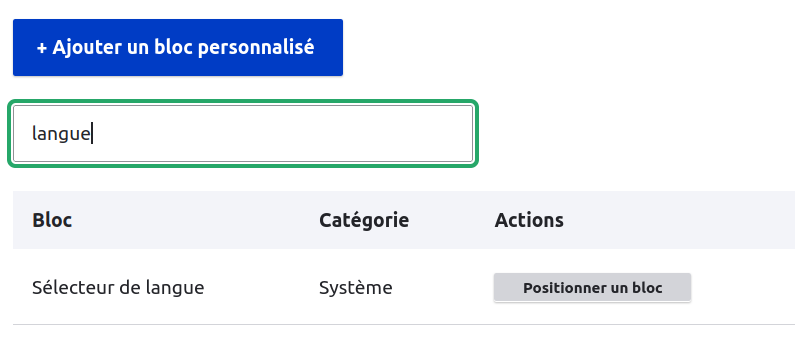 + Ajouter un bloc personnalisé
langue
Bloc Catégorie Actions
Sélecteur de langue Système Positionner un bloc